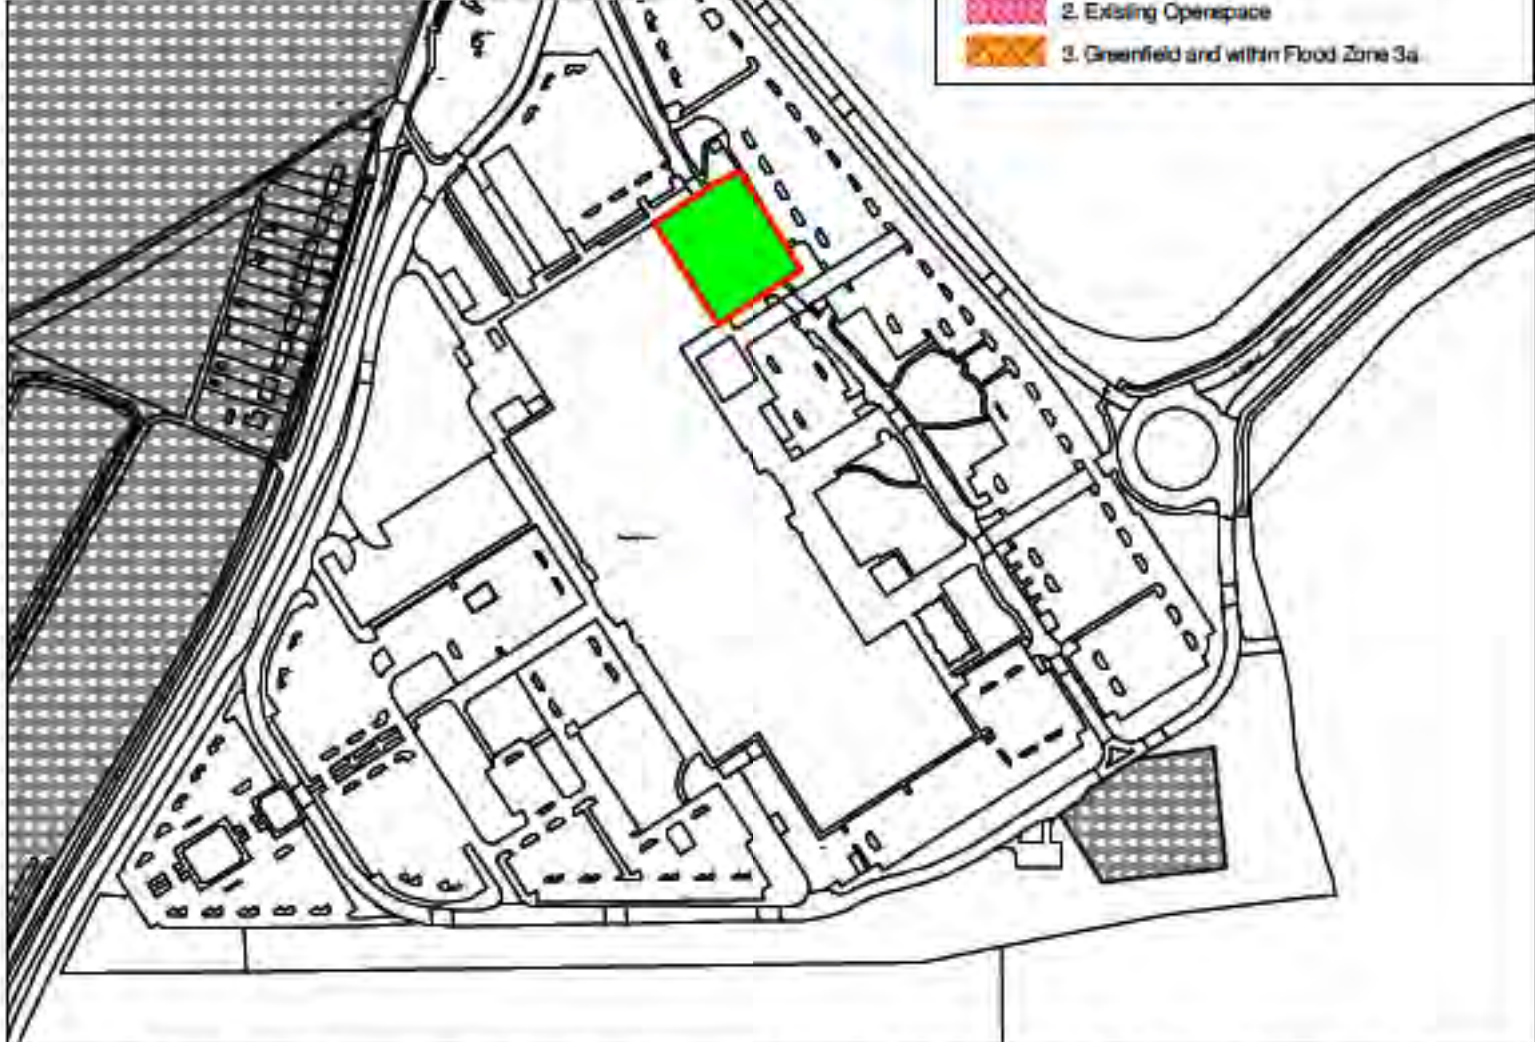 2. Existing Openspace
3. Greenfield and within Flood Zone 3a